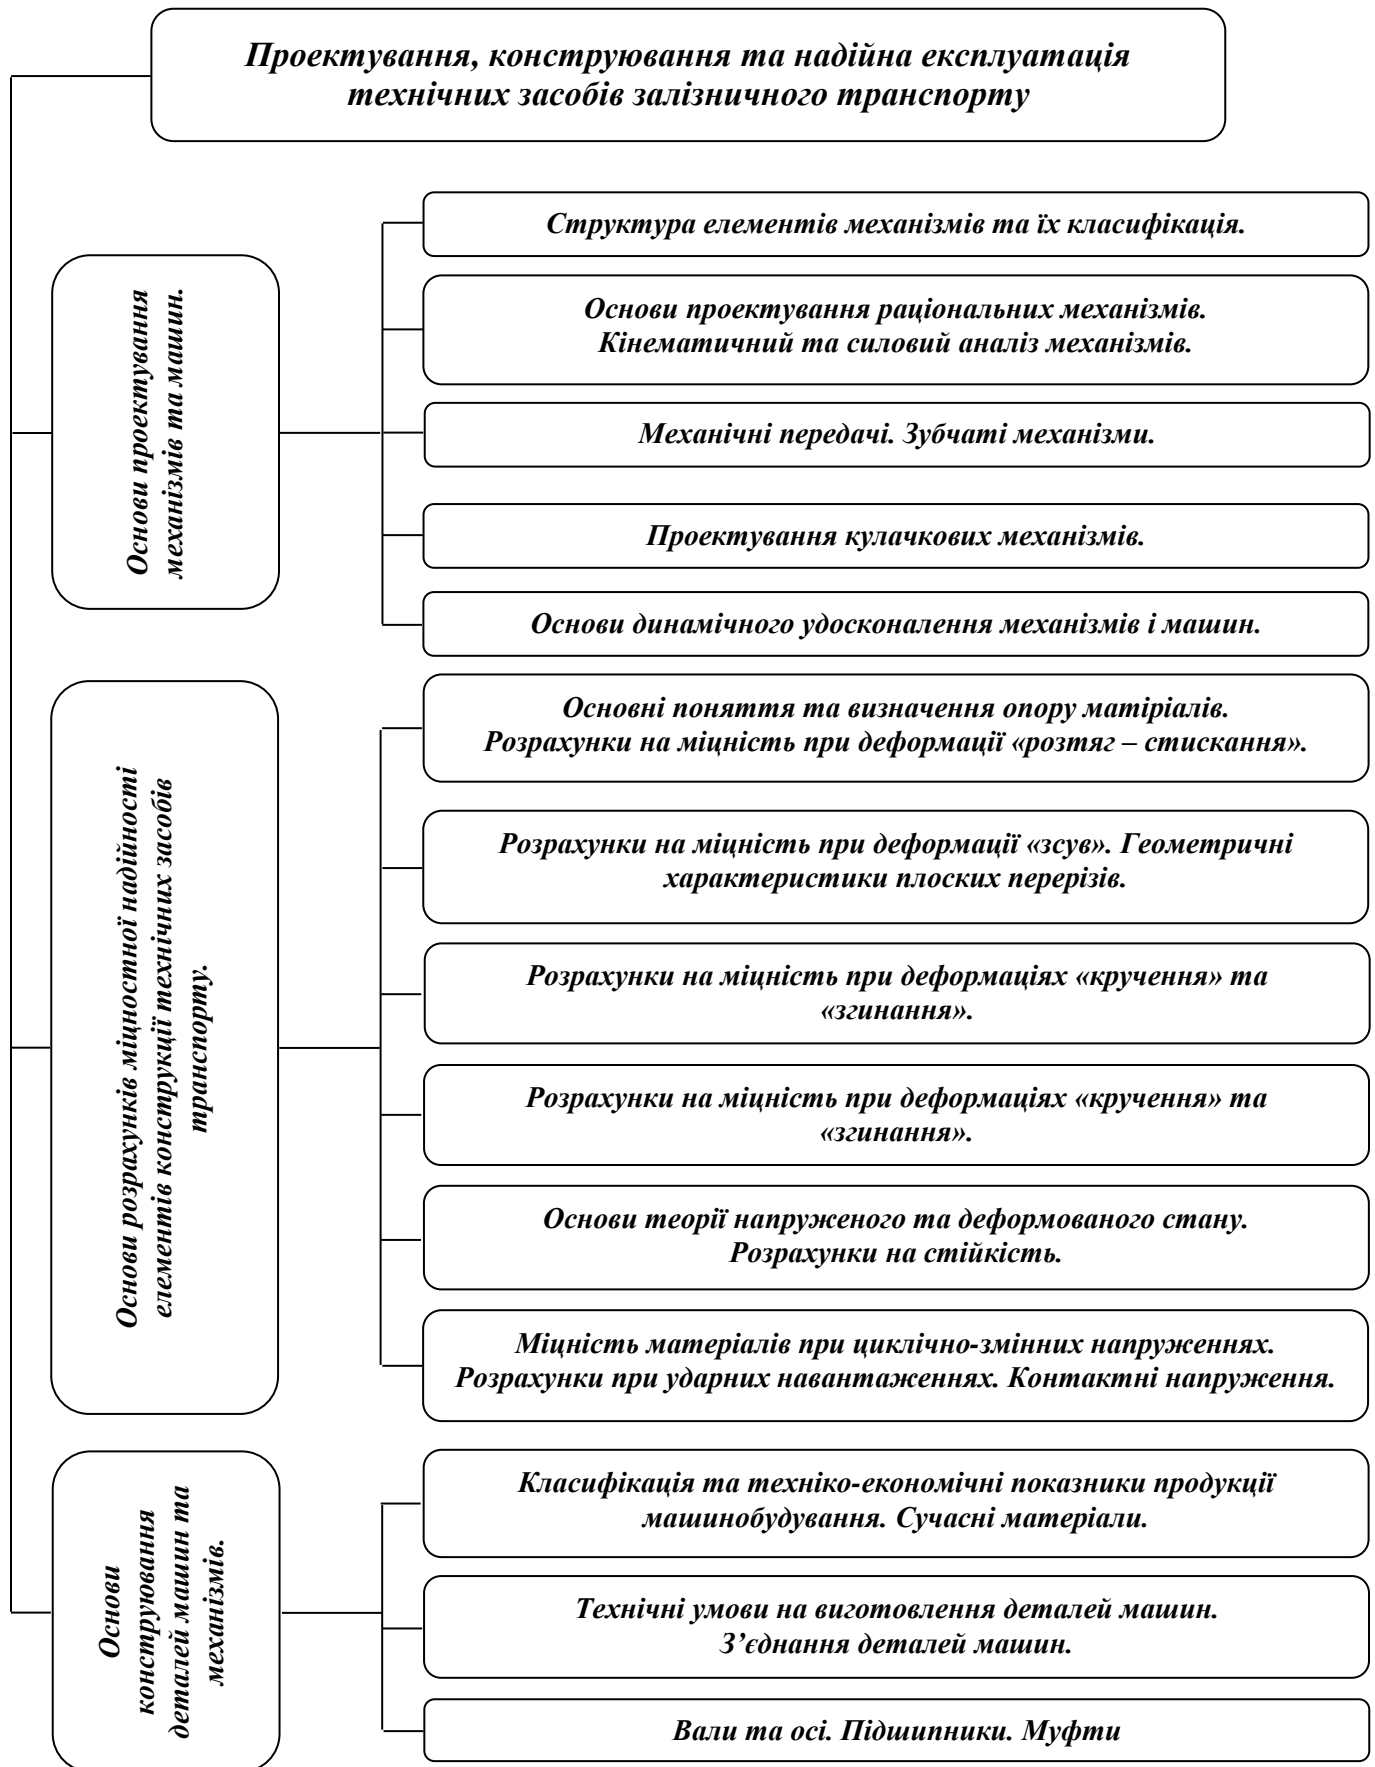 Проектування, конструювання та надійна експлуатація
технічних засобів залізничного транспорту
Основи проектування
механізмів та машин.
Структура елементів механізмів та їх класифікація.
Основи проектування раціональних механізмів.
Кінематичний та силовий аналіз механізмів.
Механічні передачі. Зубчаті механізми.
Проектування кулачкових механізмів.
Основи динамічного удосконалення механізмів і машин.
Основи розрахунків міцностної надійності
елементів конструкції технічних засобів
транспорту.
Основні поняття та визначення опору матіріалів.
Розрахунки на міцність при деформації «розтяг – стискання».
Розрахунки на міцність при деформації «зсув». Геометричні
характеристики плоских перерізів.
Розрахунки на міцність при деформаціях «кручення» та
«згинання».
Розрахунки на міцність при деформаціях «кручення» та
«згинання».
Основи теорії напруженого та деформованого стану.
Розрахунки на стійкість.
Міцність матеріалів при циклічно-змінних напруженнях.
Розрахунки при ударних навантаженнях. Контактні напруження.
Основи
конструювання
деталей машин та
механізмів.
Класифікація та техніко-економічні показники продукції
машинобудування. Сучасні матеріали.
Технічні умови на виготовлення деталей машин.
З’єднання деталей машин.
Вали та осі. Підшипники. Муфти